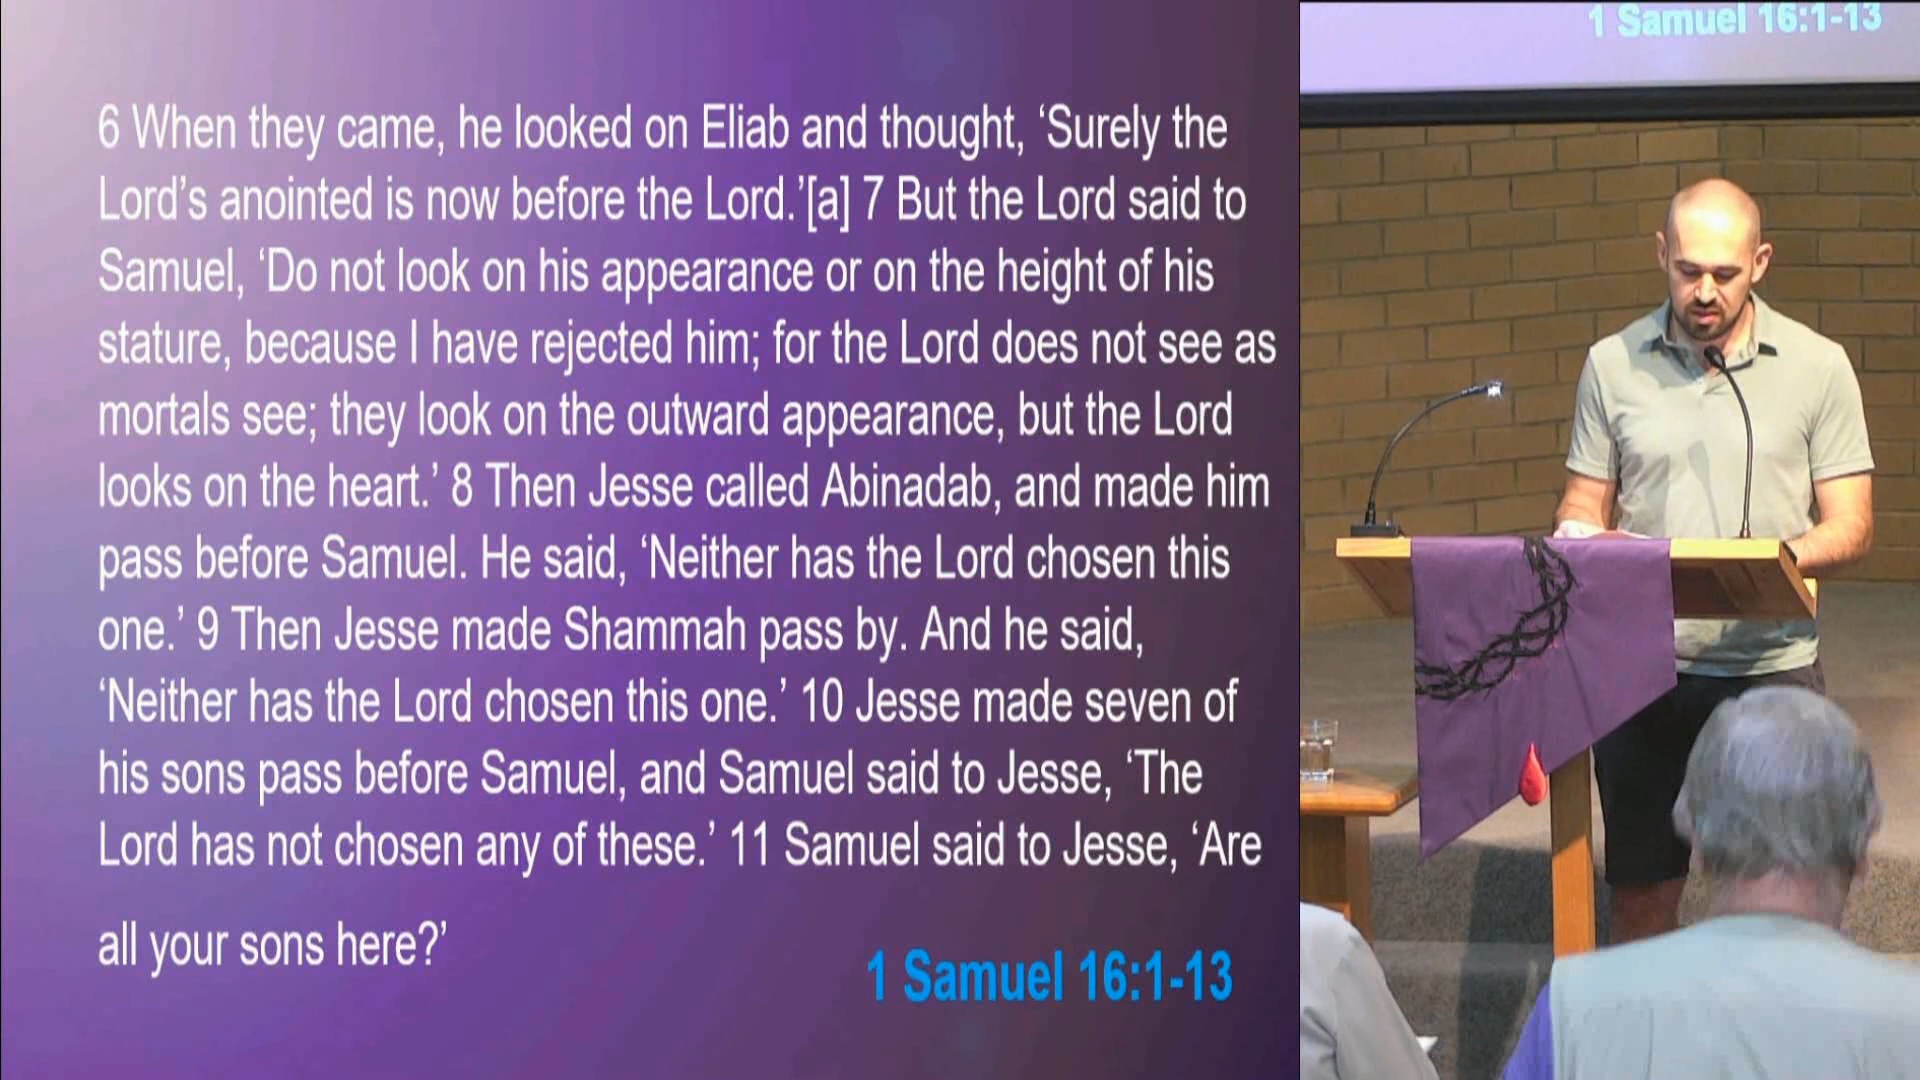 6 When they came, he looked on Eliab and thought, ‘Surely the
Lord’s anointed is now before the Lord.’[a] 7 But the Lord said to
Samuel, ‘Do not look on his appearance or on the height of his
stature, because I have rejected him; for the Lord does not see as
mortals see; they look on the outward appearance, but the Lord
looks on the heart.’ 8 Then Jesse called Abinadab, and made him
pass before Samuel. He said, ‘Neither has the Lord chosen this
one.’ 9 Then Jesse made Shammah pass by. And he said,
‘Neither has the Lord chosen this one.’ 10 Jesse made seven of
his sons pass before Samuel, and Samuel said to Jesse, ‘The
Lord has not chosen any of these.’ 11 Samuel said to Jesse, ‘Are
all your sons here?’
1 Samuel 16:1-13
1 Samuel 16:1-13